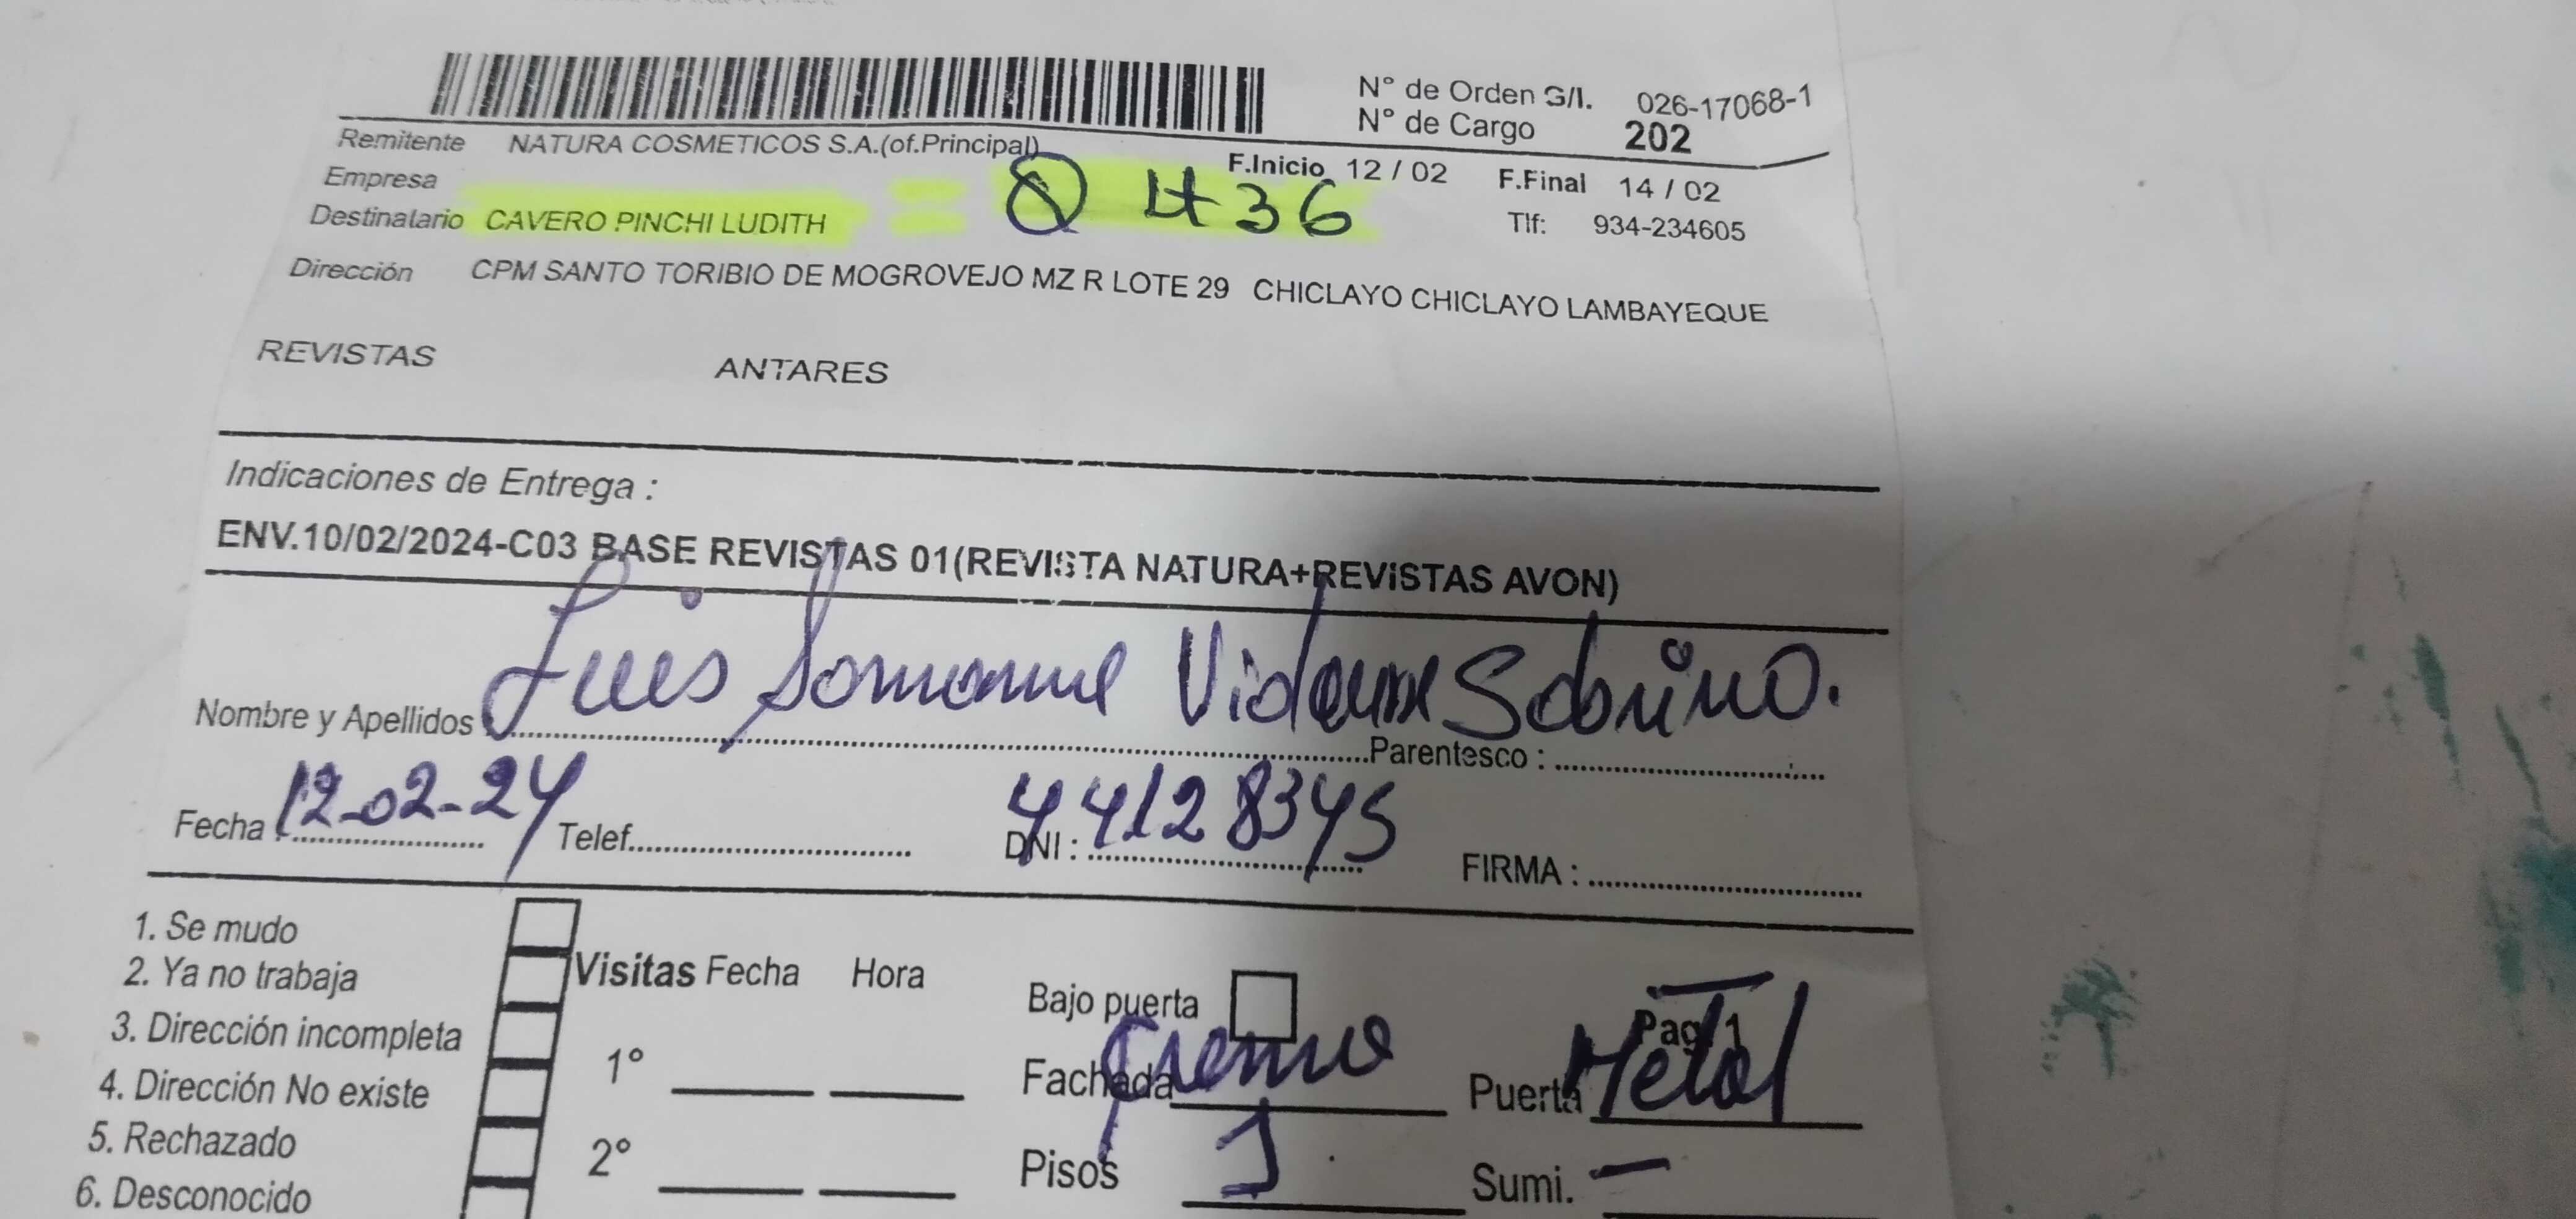 N° de Orden G/I. 026-17068-1
N° de Cargo 202
Remitente NATURA COSMETICOS S.A.(of.Principal)
F.Inicio 12 / 02 F.Final 14 / 02
Empresa
8 436
Destinatario CAVERO PINCHI LUDITH
Tlf: 934-234605
Dirección CPM SANTO TORIBIO DE MOGROVEJO MZ R LOTE 29 CHICLAYO CHICLAYO LAMBAYEQUE
REVISTAS ANTARES
Indicaciones de Entrega :
ENV.10/02/2024-C03 BASE REVISTAS 01(REVISTA NATURA+REVISTAS AVON)
Nombre y Apellidos Luis Sobrino.
Parentesco :
Fecha : 12-02-24 Telef. DNI : 44128345 FIRMA :
1. Se mudo
2. Ya no trabaja
3. Dirección incompleta
4. Dirección No existe
5. Rechazado
6. Desconocido
Visitas Fecha Hora
1°
2°
Bajo puerta
Pag. 1
Fachada Crema Puerta Metal
Pisos 1 Sumi. —